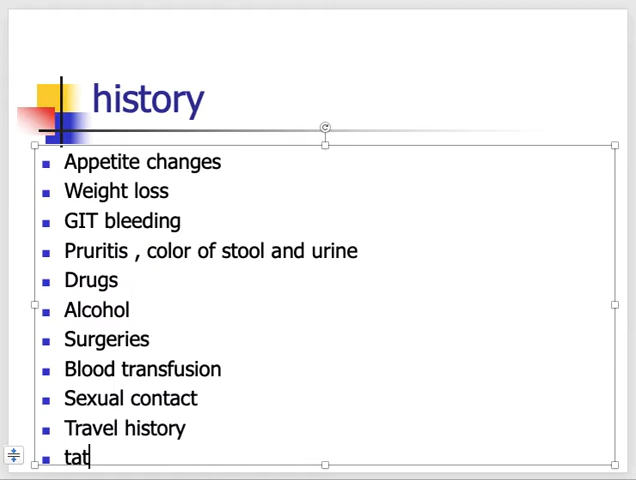 history
Appetite changes
Weight loss
GIT bleeding
Pruritis , color of stool and urine
Drugs
Alcohol
Surgeries
Blood transfusion
Sexual contact
Travel history
tat